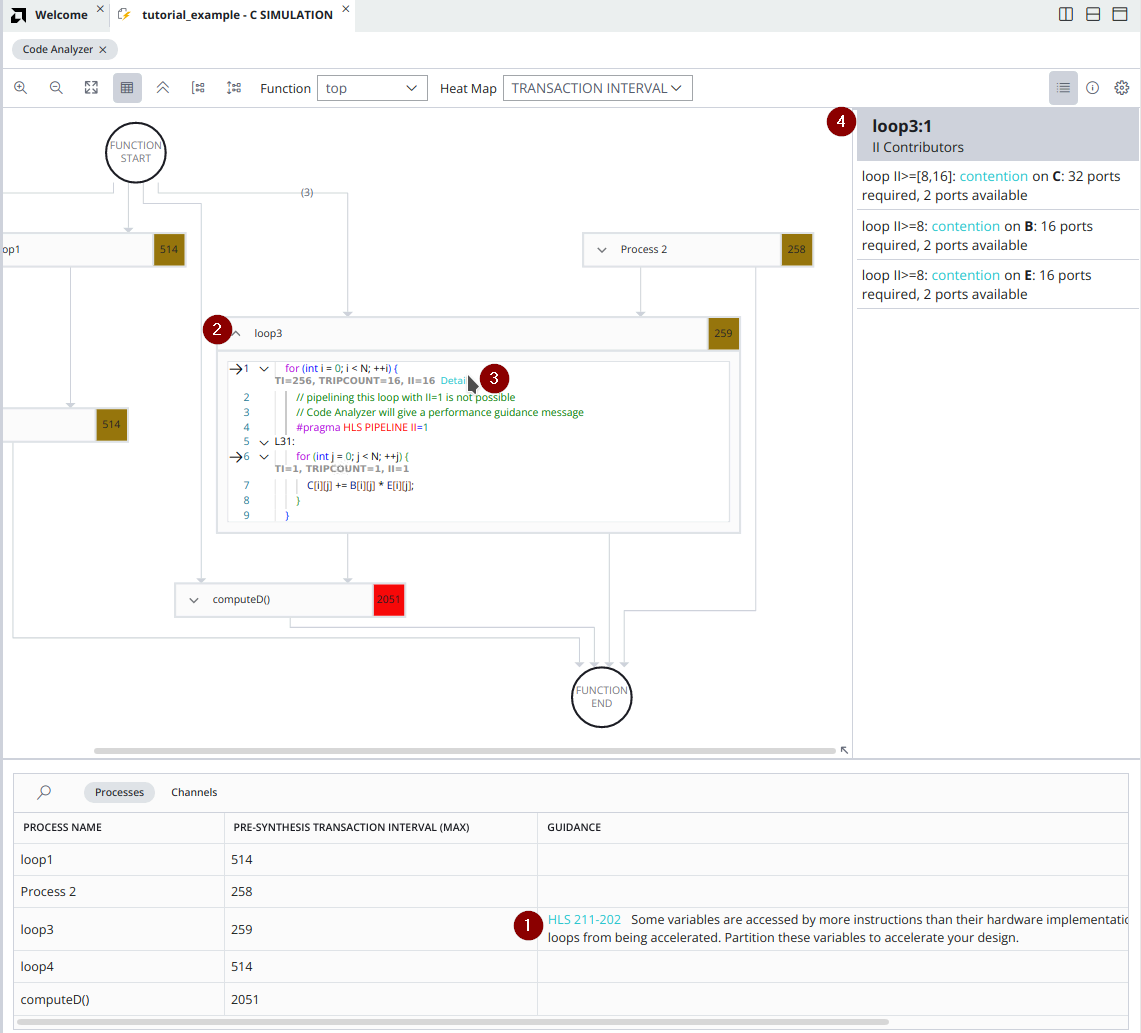 Welcome
tutorial_example - C SIMULATION
Code Analyzer
Function top Heat Map TRANSACTION INTERVAL
FUNCTION
START
(3)
op1 514
Process 2 258
2
loop3 259
1 for (int i = 0; i < N; ++i) {
TI=256, TRIPCOUNT=16, II=16 Detai
3
2 // pipelining this loop with II=1 is not possible
3 // Code Analyzer will give a performance guidance message
4 #pragma HLS PIPELINE II=1
5 L31:
6 for (int j = 0; j < N; ++j) {
TI=1, TRIPCOUNT=1, II=1
7 C[i][j] += B[i][j] * E[i][j];
8 }
9 }
514
computeD() 2051
FUNCTION
END
4
loop3:1
II Contributors
loop II>=[8,16]: contention on C: 32 ports
required, 2 ports available
loop II>=8: contention on B: 16 ports
required, 2 ports available
loop II>=8: contention on E: 16 ports
required, 2 ports available
Processes Channels
PROCESS NAME PRE-SYNTHESIS TRANSACTION INTERVAL (MAX) GUIDANCE
loop1 514
Process 2 258
loop3 259
1
HLS 211-202 Some variables are accessed by more instructions than their hardware implementatic
loops from being accelerated. Partition these variables to accelerate your design.
loop4 514
computeD() 2051